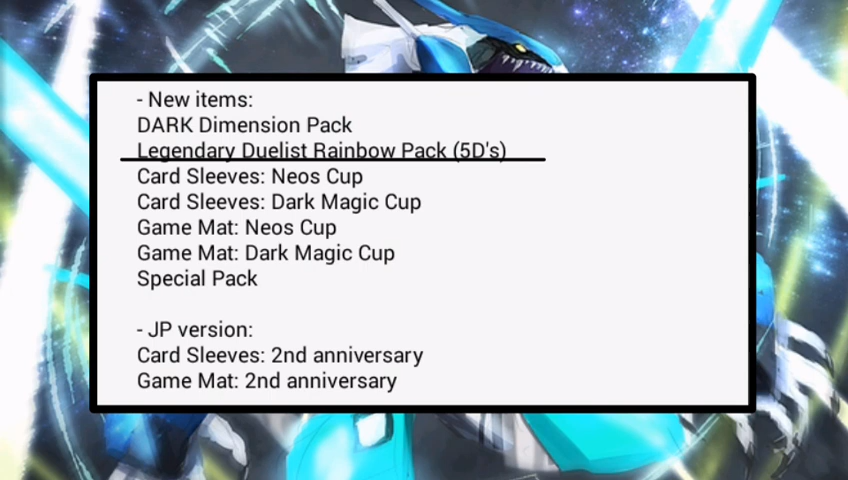 - New items:
DARK Dimension Pack
Legendary Duelist Rainbow Pack (5D's)
Card Sleeves: Neos Cup
Card Sleeves: Dark Magic Cup
Game Mat: Neos Cup
Game Mat: Dark Magic Cup
Special Pack
- JP version:
Card Sleeves: 2nd anniversary
Game Mat: 2nd anniversary